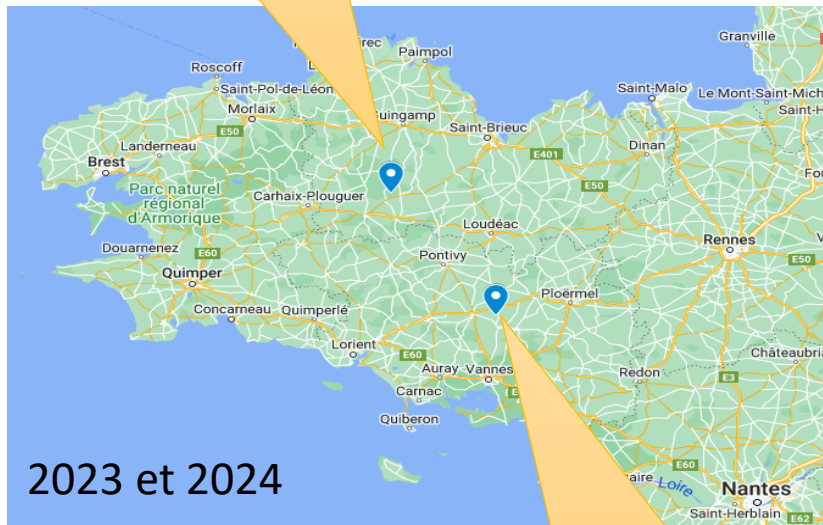 Granville
Paimpol
Roscoff
Saint-Pol-de-Léon
Saint-Malo
Le Mont-Saint-Mich
Morlaix
E50
Saint-Brieuc
Landerneau
Dinan
E401
Brest
Parc naturel
régional
d'Armorique
Carhaix-Plouguer
E50
Loudéac
Rennes
Douarnenez
E60
Pontivy
E50
Quimper
Ploërmel
Concarneau
Quimperlé
Lorient
E60
Châteaubria
Auray
Vannes
Redon
E3
Carnac
Quiberon
E60
Loire
2023 et 2024
Nantes
Saint-Herblain
E62